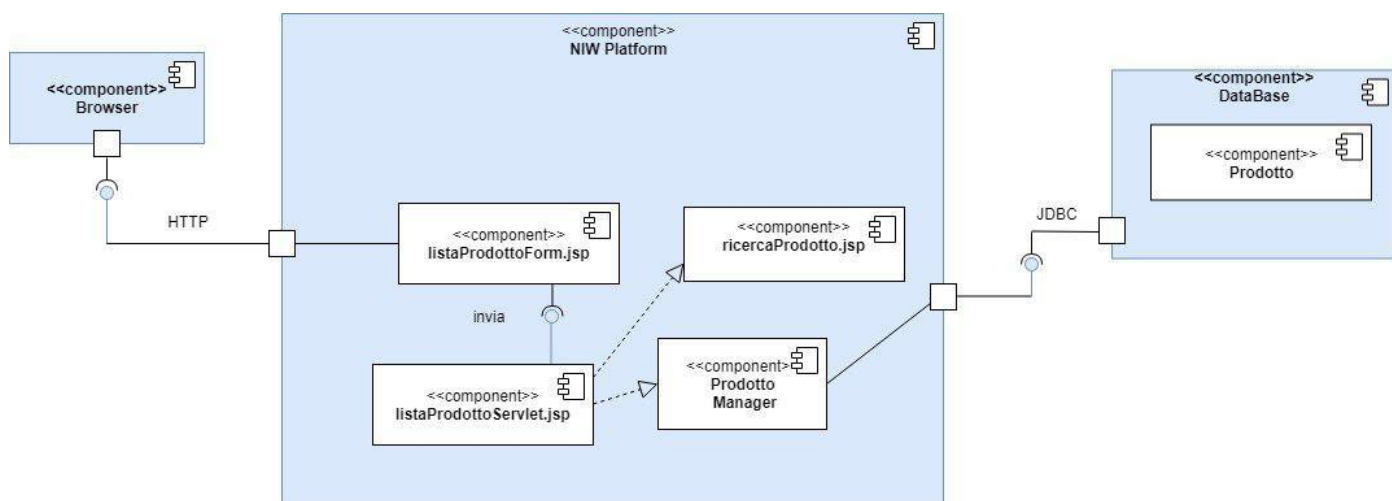 <<component>>
Browser
HTTP
<<component>>
NIW Platform
<<component>>
listaProdottoForm.jsp
invia
<<component>>
listaProdottoServlet.jsp
<<component>>
ricercaProdotto.jsp
<<component>
Prodotto
Manager
JDBC
<<component>>
DataBase
<<component>>
Prodotto